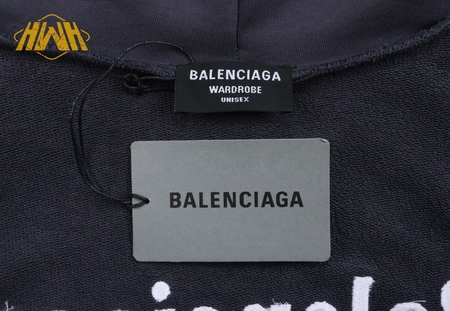 HWH
BALENCIAGA
WARDROBE
UNISEX
BALENCIAGA